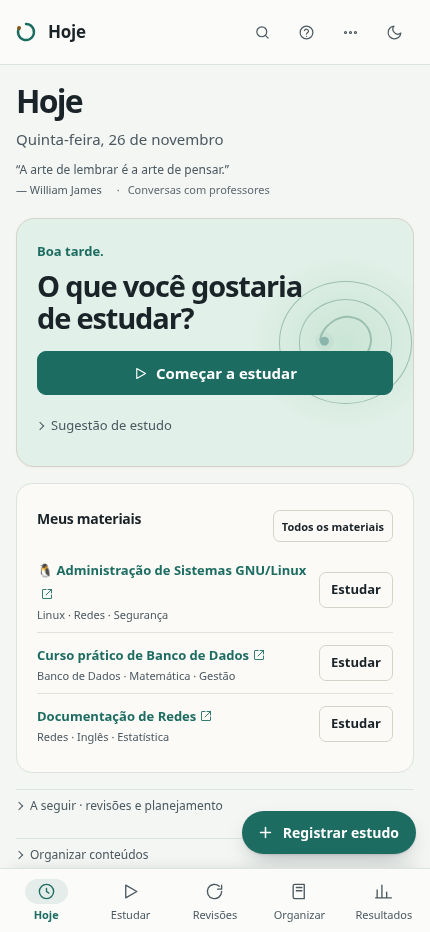 Hoje
Hoje
Quinta-feira, 26 de novembro
“A arte de lembrar é a arte de pensar.”
— William James · Conversas com professores
Boa tarde.
O que você gostaria
de estudar?
Começar a estudar
Sugestão de estudo
Meus materiais
Todos os materiais
🐧 Administração de Sistemas GNU/Linux
Estudar
Linux · Redes · Segurança
Curso prático de Banco de Dados
Estudar
Banco de Dados · Matemática · Gestão
Documentação de Redes
Estudar
Redes · Inglês · Estatística
A seguir · revisões e planejamento
Registrar estudo
Organizar conteúdos
Hoje
Estudar
Revisões
Organizar
Resultados